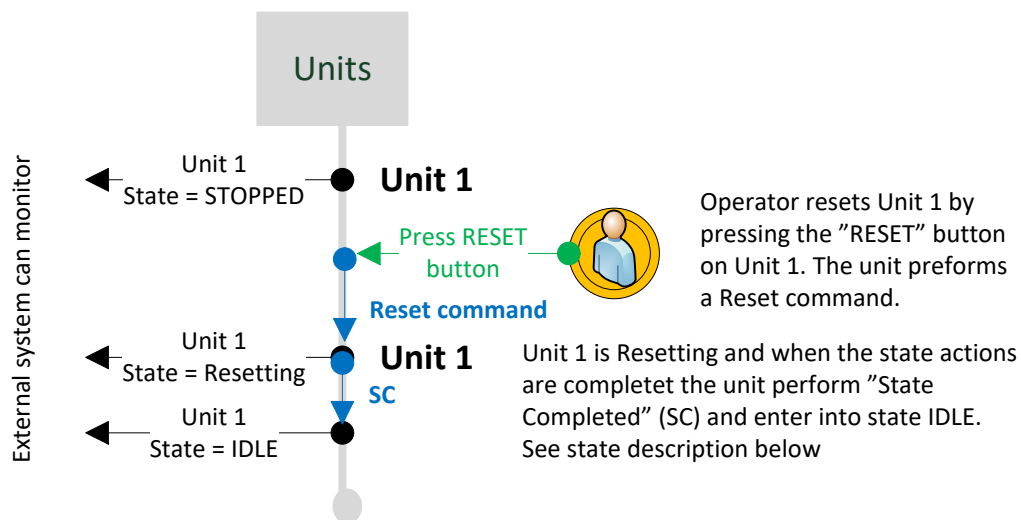 Units
External system can monitor
Unit 1
State = STOPPED
Unit 1
Press RESET
button
Operator resets Unit 1 by
pressing the ”RESET” button
on Unit 1. The unit preforms
a Reset command.
Reset command
Unit 1
State = Resetting
Unit 1
SC
Unit 1 is Resetting and when the state actions
are completet the unit perform ”State
Completed” (SC) and enter into state IDLE.
See state description below
Unit 1
State = IDLE